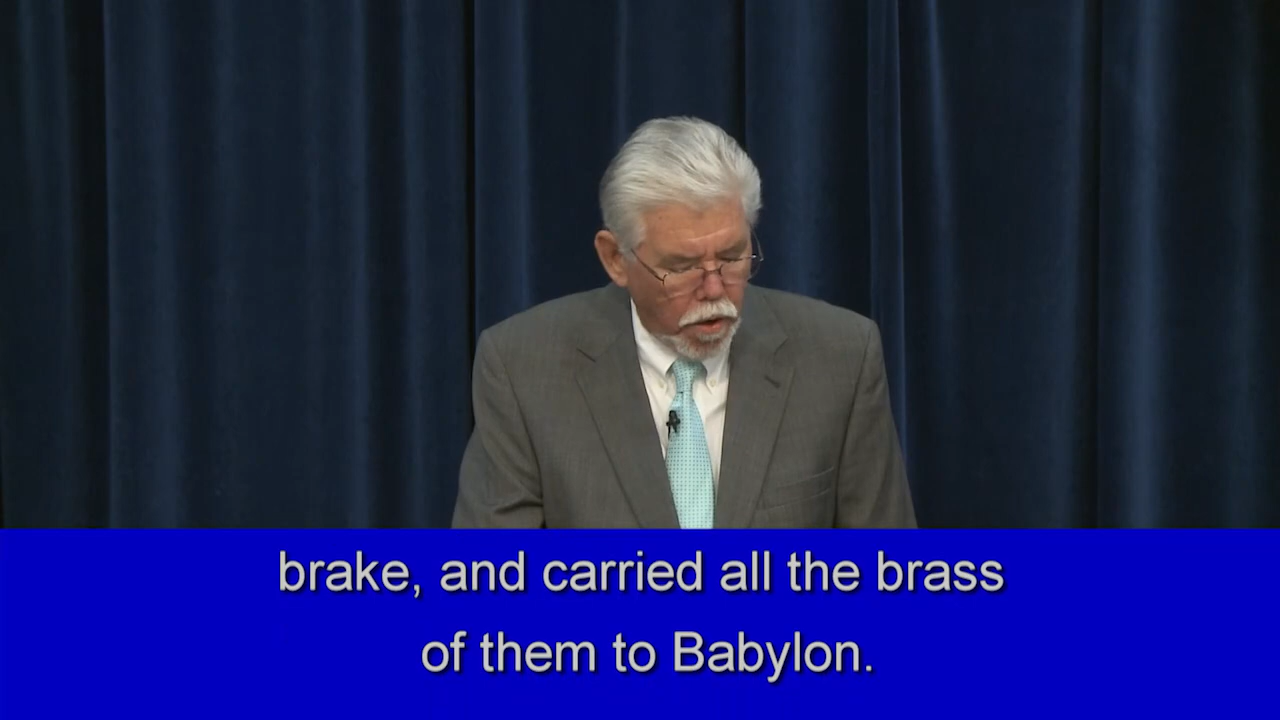 brake, and carried all the brass
of them to Babylon.